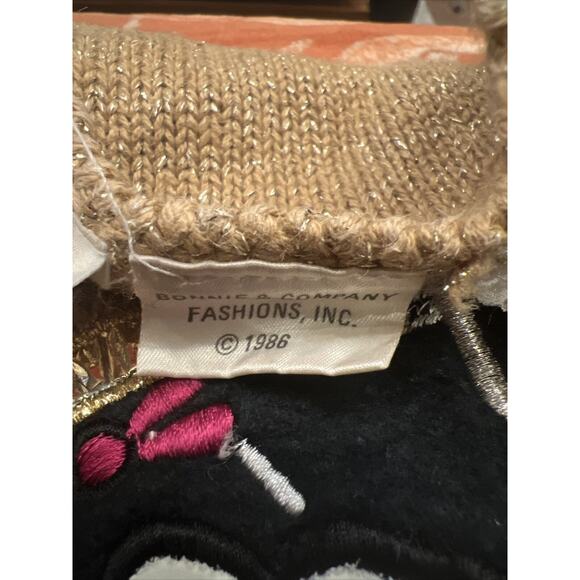 BONNIE & COMPANY
FASHIONS, INC.
© 1986